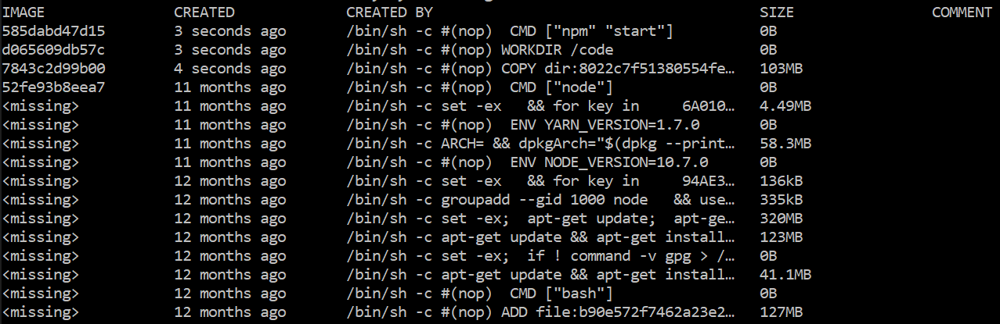 IMAGE CREATED CREATED BY SIZE COMMENT
585dabd47d15 3 seconds ago /bin/sh -c #(nop)  CMD ["npm" "start"] 0B
d065609db57c 3 seconds ago /bin/sh -c #(nop) WORKDIR /code 0B
7843c2d99b00 4 seconds ago /bin/sh -c #(nop) COPY dir:8022c7f51380554fe… 103MB
52fe93b8eea7 11 months ago /bin/sh -c #(nop)  CMD ["node"] 0B
<missing> 11 months ago /bin/sh -c set -ex   && for key in     6A010… 4.49MB
<missing> 11 months ago /bin/sh -c #(nop)  ENV YARN_VERSION=1.7.0 0B
<missing> 11 months ago /bin/sh -c ARCH= && dpkgArch="$(dpkg --print… 58.3MB
<missing> 11 months ago /bin/sh -c #(nop)  ENV NODE_VERSION=10.7.0 0B
<missing> 12 months ago /bin/sh -c set -ex   && for key in     94AE3… 136kB
<missing> 12 months ago /bin/sh -c groupadd --gid 1000 node   && use… 335kB
<missing> 12 months ago /bin/sh -c set -ex;  apt-get update;  apt-ge… 320MB
<missing> 12 months ago /bin/sh -c apt-get update && apt-get install… 123MB
<missing> 12 months ago /bin/sh -c set -ex;  if ! command -v gpg > /… 0B
<missing> 12 months ago /bin/sh -c apt-get update && apt-get install… 41.1MB
<missing> 12 months ago /bin/sh -c #(nop)  CMD ["bash"] 0B
<missing> 12 months ago /bin/sh -c #(nop) ADD file:b90e572f7462a23e2… 127MB